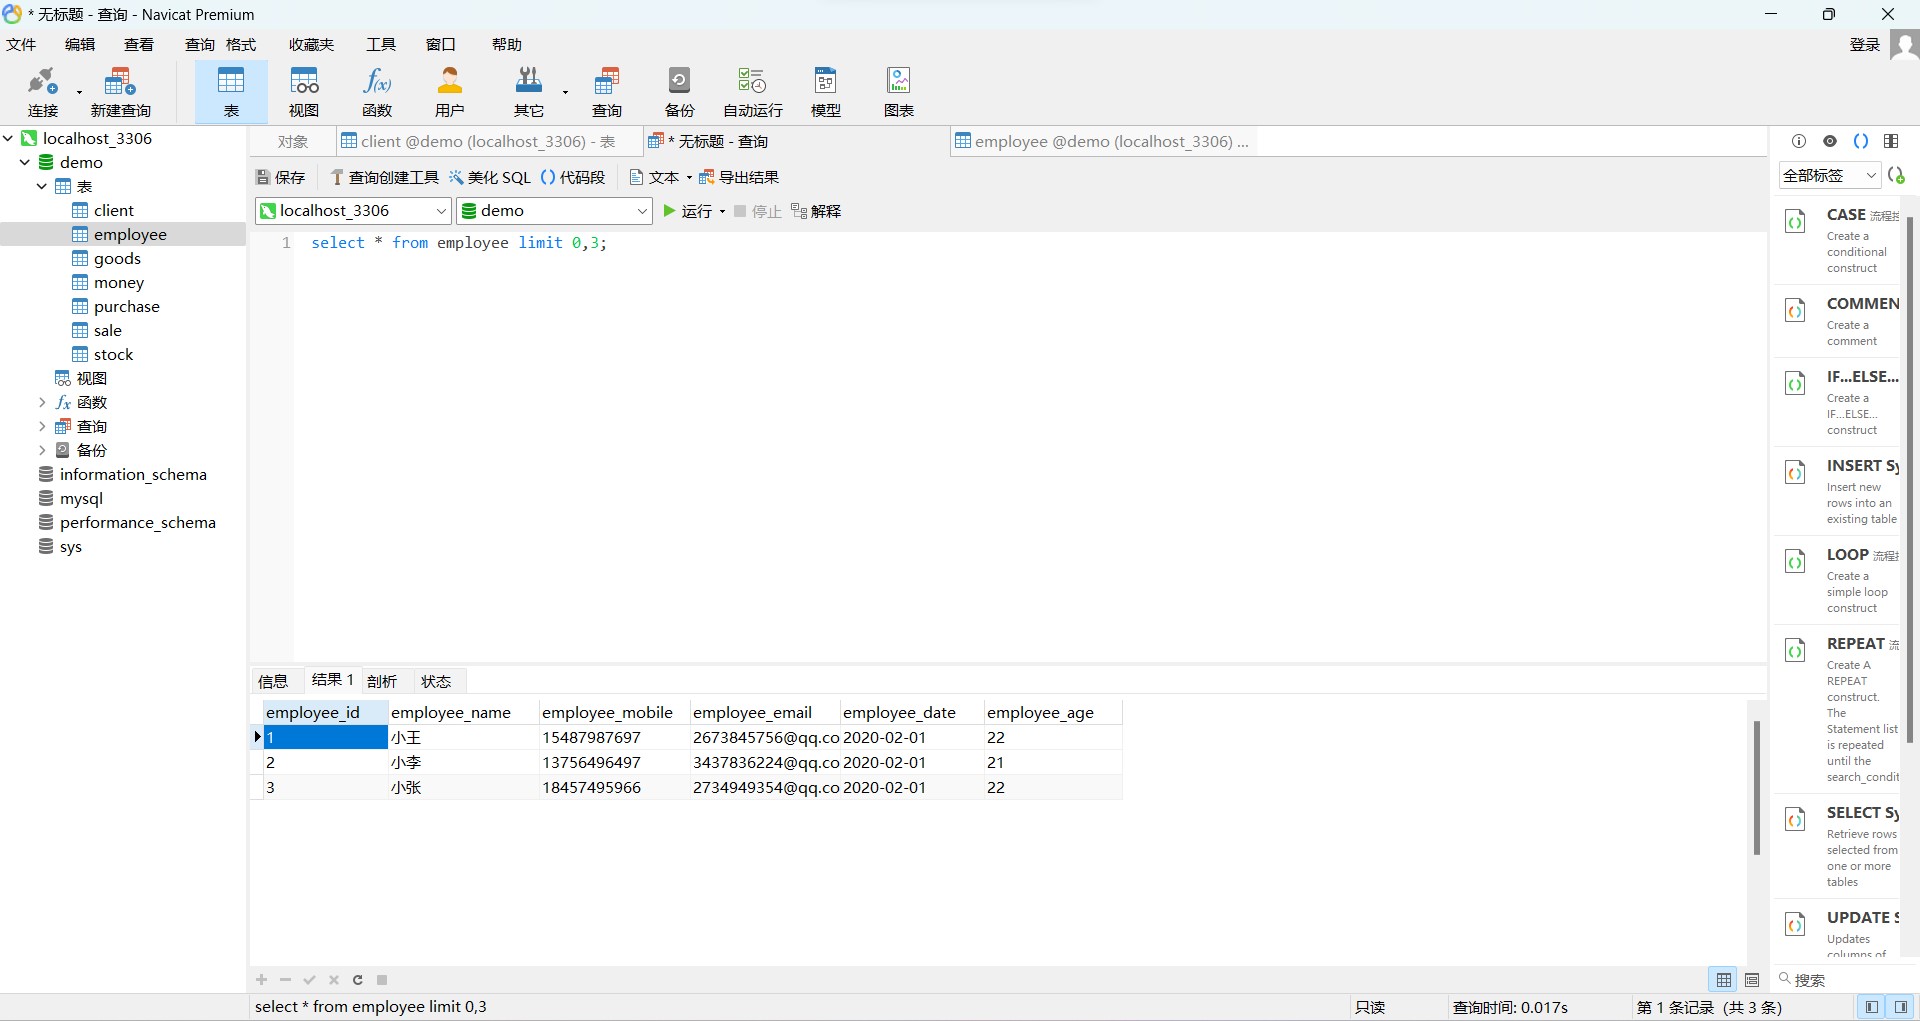 * 无标题 - 查询 - Navicat Premium
文件 编辑 查看 查询 格式 收藏夹 工具 窗口 帮助 登录
连接 新建查询 表 视图 函数 用户 其它 查询 备份 自动运行 模型 图表
localhost_3306
demo
表
client
employee
goods
money
purchase
sale
stock
视图
函数
查询
备份
information_schema
mysql
performance_schema
sys
对象 client @demo (localhost_3306) - 表 * 无标题 - 查询 employee @demo (localhost_3306) ...
保存 查询创建工具 美化 SQL 代码段 文本 导出结果
localhost_3306 demo 运行 停止 解释
1 select * from employee limit 0,3;
信息 结果 1 剖析 状态
employee_id employee_name employee_mobile employee_email employee_date employee_age
1 小王 15487987697 2673845756@qq.co 2020-02-01 22
2 小李 13756496497 3437836224@qq.co 2020-02-01 21
3 小张 18457495966 2734949354@qq.co 2020-02-01 22
全部标签
CASE 流程
Create a
conditional
construct
COMMEN
Create a
comment
IF...ELSE...
Create a
IF...ELSE...
construct
INSERT Sy
Insert new
rows into an
existing table
LOOP 流程
Create a
simple loop
construct
REPEAT 流
Create A
REPEAT
construct.
The
Statement list
is repeated
until the
search_condit
SELECT Sy
Retrieve rows
selected from
one or more
tables
UPDATE S
Updates
columns of
搜索
select * from employee limit 0,3 只读 查询时间: 0.017s 第 1 条记录 (共 3 条)